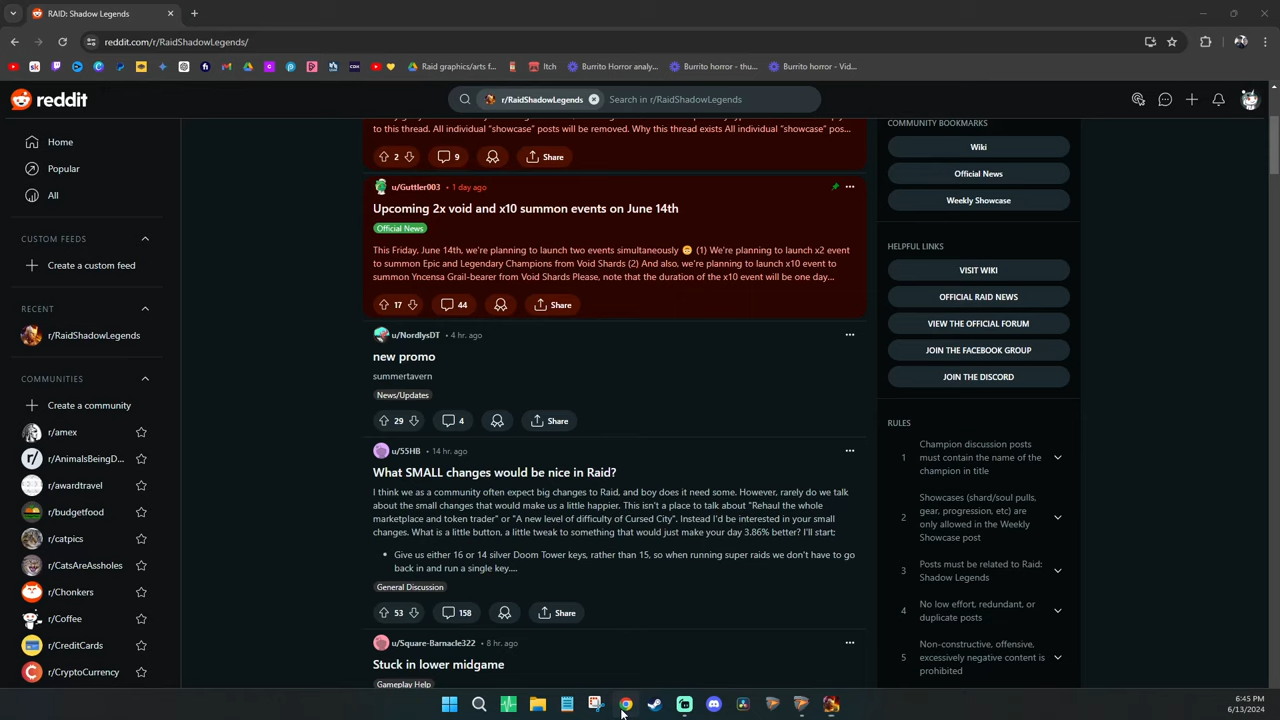 RAID: Shadow Legends
reddit.com/r/RaidShadowLegends/
Raid graphics/arts f...
Itch
Burrito Horror analy...
Burrito horror - thu...
Burrito horror - Vid...
reddit
r/RaidShadowLegends
Search in r/RaidShadowLegends
Home
Popular
All
CUSTOM FEEDS
Create a custom feed
RECENT
r/RaidShadowLegends
COMMUNITIES
Create a community
r/amex
r/AnimalsBeingD...
r/awardtravel
r/budgetfood
r/catpics
r/CatsAreAssholes
r/Chonkers
r/Coffee
r/CreditCards
r/CryptoCurrency
to this thread. All individual "showcase" posts will be removed. Why this thread exists All individual "showcase" pos...
2
9
Share
u/Guttler003 • 1 day ago
Upcoming 2x void and x10 summon events on June 14th
Official News
This Friday, June 14th, we're planning to launch two events simultaneously (1) We're planning to launch x2 event
to summon Epic and Legendary Champions from Void Shards (2) And also, we're planning to launch x10 event to
summon Yncensa Grail-bearer from Void Shards Please, note that the duration of the x10 event will be one day...
17
44
Share
u/NordlysDT • 4 hr. ago
new promo
summertavern
News/Updates
29
4
Share
u/55HB • 14 hr. ago
What SMALL changes would be nice in Raid?
I think we as a community often expect big changes to Raid, and boy does it need some. However, rarely do we talk
about the small changes that would make us a little happier. This isn't a place to talk about "Rehaul the whole
marketplace and token trader" or "A new level of difficulty of Cursed City". Instead I'd be interested in your small
changes. What is a little button, a little tweak to something that would just make your day 3.86% better? I'll start:
• Give us either 16 or 14 silver Doom Tower keys, rather than 15, so when running super raids we don't have to go
back in and run a single key....
General Discussion
53
158
Share
u/Square-Barnacle322 • 8 hr. ago
Stuck in lower midgame
Gameplay Help
COMMUNITY BOOKMARKS
Wiki
Official News
Weekly Showcase
HELPFUL LINKS
VISIT WIKI
OFFICIAL RAID NEWS
VIEW THE OFFICIAL FORUM
JOIN THE FACEBOOK GROUP
JOIN THE DISCORD
RULES
1
Champion discussion posts
must contain the name of the
champion in title
2
Showcases (shard/soul pulls,
gear, progression, etc) are
only allowed in the Weekly
Showcase post
3
Posts must be related to Raid:
Shadow Legends
4
No low effort, redundant, or
duplicate posts
5
Non-constructive, offensive,
excessively negative content is
prohibited
6:45 PM
6/13/2024